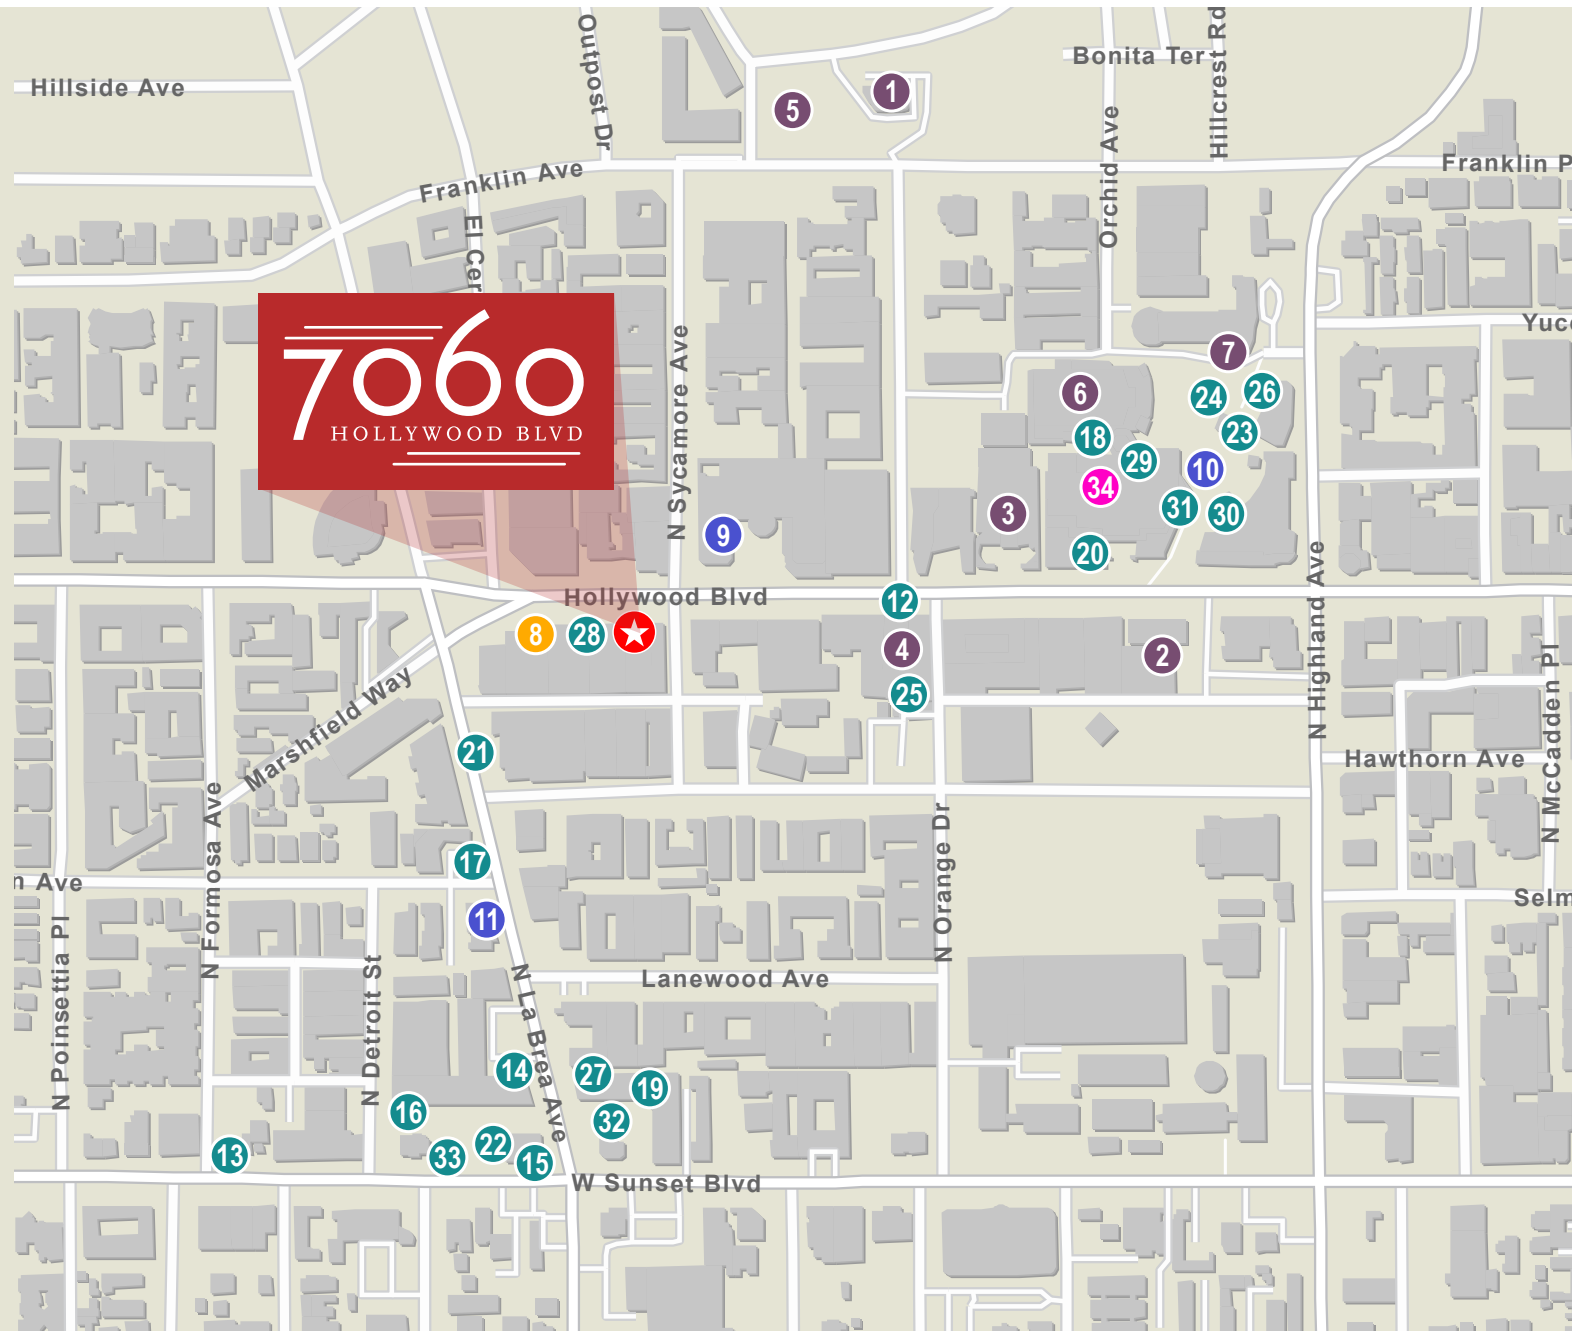 Outpost Dr
Hillcrest Rd
Bonita Ter
Hillside Ave
1
5
Orchid Ave
Franklin P
Franklin Ave
El Cer
7060
HOLLYWOOD BLVD
Yuc
N Sycamore Ave
7
6
24
26
18
23
29
10
34
31
30
3
9
20
Hollywood Blvd
12
8
28
4
2
25
N Highland Ave
N McCadden Pl
Marshfield Way
21
Hawthorn Ave
N Formosa Ave
N Orange Dr
17
n Ave
Selm
11
N Poinsettia Pl
N Detroit St
N La Brea Ave
Lanewood Ave
14
27
19
16
32
13
33
22
15
W Sunset Blvd